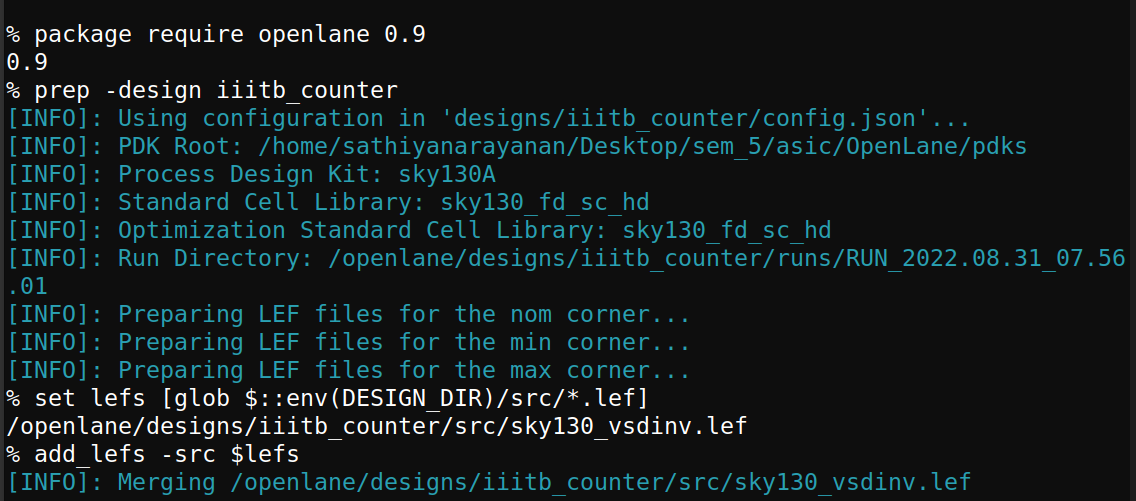 % package require openlane 0.9
0.9
% prep -design iiitb_counter
[INFO]: Using configuration in 'designs/iiitb_counter/config.json'...
[INFO]: PDK Root: /home/sathiyanarayanan/Desktop/sem_5/asic/OpenLane/pdks
[INFO]: Process Design Kit: sky130A
[INFO]: Standard Cell Library: sky130_fd_sc_hd
[INFO]: Optimization Standard Cell Library: sky130_fd_sc_hd
[INFO]: Run Directory: /openlane/designs/iiitb_counter/runs/RUN_2022.08.31_07.56
.01
[INFO]: Preparing LEF files for the nom corner...
[INFO]: Preparing LEF files for the min corner...
[INFO]: Preparing LEF files for the max corner...
% set lefs [glob $::env(DESIGN_DIR)/src/*.lef]
/openlane/designs/iiitb_counter/src/sky130_vsdinv.lef
% add_lefs -src $lefs
[INFO]: Merging /openlane/designs/iiitb_counter/src/sky130_vsdinv.lef